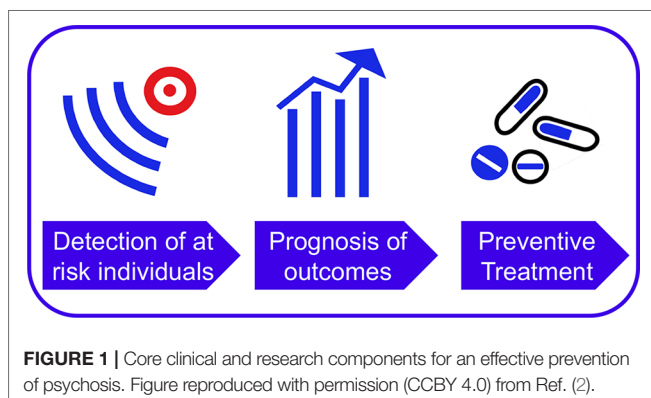 Detection of at
risk individuals
Prognosis of
outcomes
Preventive
Treatment
FIGURE 1 | Core clinical and research components for an effective prevention
of psychosis. Figure reproduced with permission (CCBY 4.0) from Ref. (2).